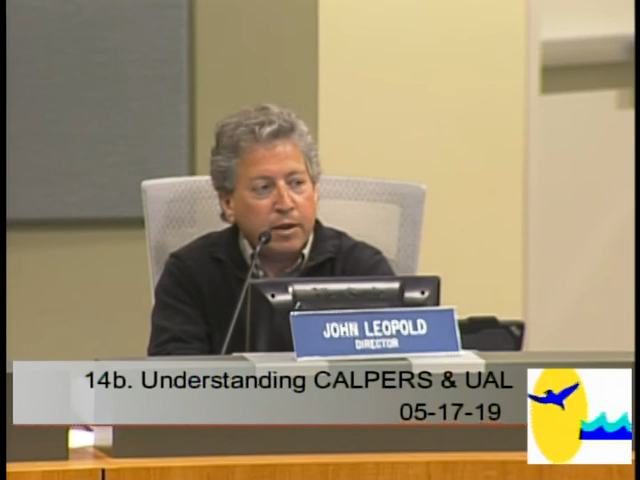 JOHN LEOPOLD
DIRECTOR
14b. Understanding CALPERS & UAL
05-17-19